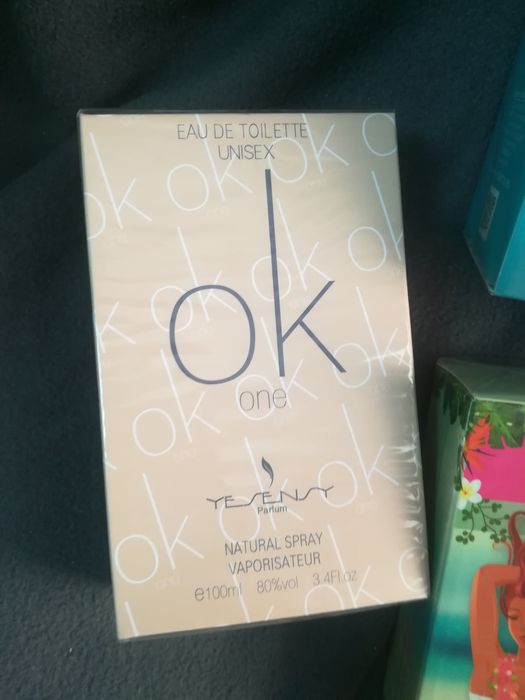 EAU DE TOILETTE
UNISEX
ok
one
YESENSY
Parfum
NATURAL SPRAY
VAPORISATEUR
e100ml 80%vol 3.4Fl.oz